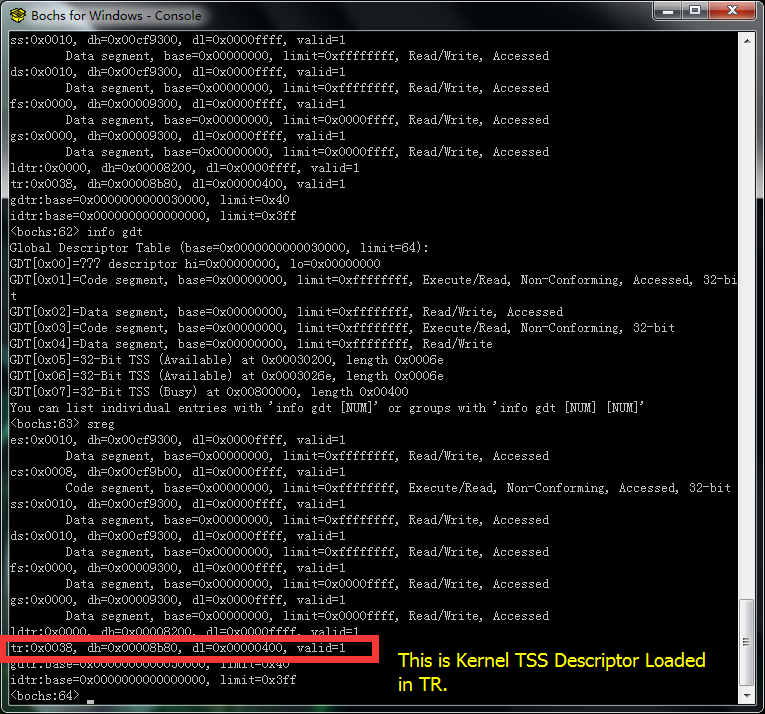 Bochs for Windows - Console
ss:0x0010, dh=0x00cf9300, dl=0x0000ffff, valid=1
Data segment, base=0x00000000, limit=0xffffffff, Read/Write, Accessed
ds:0x0010, dh=0x00cf9300, dl=0x0000ffff, valid=1
Data segment, base=0x00000000, limit=0xffffffff, Read/Write, Accessed
fs:0x0000, dh=0x00009300, dl=0x0000ffff, valid=1
Data segment, base=0x00000000, limit=0x0000ffff, Read/Write, Accessed
gs:0x0000, dh=0x00009300, dl=0x0000ffff, valid=1
Data segment, base=0x00000000, limit=0x0000ffff, Read/Write, Accessed
ldtr:0x0000, dh=0x00008200, dl=0x0000ffff, valid=1
tr:0x0038, dh=0x00008b80, dl=0x00000400, valid=1
gdtr:base=0x0000000000030000, limit=0x40
idtr:base=0x0000000000000000, limit=0x3ff
<bochs:62> info gdt
Global Descriptor Table (base=0x0000000000030000, limit=64):
GDT[0x00]=??? descriptor hi=0x00000000, lo=0x00000000
GDT[0x01]=Code segment, base=0x00000000, limit=0xffffffff, Execute/Read, Non-Conforming, Accessed, 32-bi
t
GDT[0x02]=Data segment, base=0x00000000, limit=0xffffffff, Read/Write, Accessed
GDT[0x03]=Code segment, base=0x00000000, limit=0xffffffff, Execute/Read, Non-Conforming, 32-bit
GDT[0x04]=Data segment, base=0x00000000, limit=0xffffffff, Read/Write
GDT[0x05]=32-Bit TSS (Available) at 0x00030200, length 0x0006e
GDT[0x06]=32-Bit TSS (Available) at 0x0003026e, length 0x0006e
GDT[0x07]=32-Bit TSS (Busy) at 0x00800000, length 0x00400
You can list individual entries with 'info gdt [NUM]' or groups with 'info gdt [NUM] [NUM]'
<bochs:63> sreg
es:0x0010, dh=0x00cf9300, dl=0x0000ffff, valid=1
Data segment, base=0x00000000, limit=0xffffffff, Read/Write, Accessed
cs:0x0008, dh=0x00cf9b00, dl=0x0000ffff, valid=1
Code segment, base=0x00000000, limit=0xffffffff, Execute/Read, Non-Conforming, Accessed, 32-bit
ss:0x0010, dh=0x00cf9300, dl=0x0000ffff, valid=1
Data segment, base=0x00000000, limit=0xffffffff, Read/Write, Accessed
ds:0x0010, dh=0x00cf9300, dl=0x0000ffff, valid=1
Data segment, base=0x00000000, limit=0xffffffff, Read/Write, Accessed
fs:0x0000, dh=0x00009300, dl=0x0000ffff, valid=1
Data segment, base=0x00000000, limit=0x0000ffff, Read/Write, Accessed
gs:0x0000, dh=0x00009300, dl=0x0000ffff, valid=1
Data segment, base=0x00000000, limit=0x0000ffff, Read/Write, Accessed
ldtr:0x0000, dh=0x00008200, dl=0x0000ffff, valid=1
tr:0x0038, dh=0x00008b80, dl=0x00000400, valid=1
gdtr:base=0x0000000000030000, limit=0x40
idtr:base=0x0000000000000000, limit=0x3ff
<bochs:64>
This is Kernel TSS Descriptor Loaded
in TR.